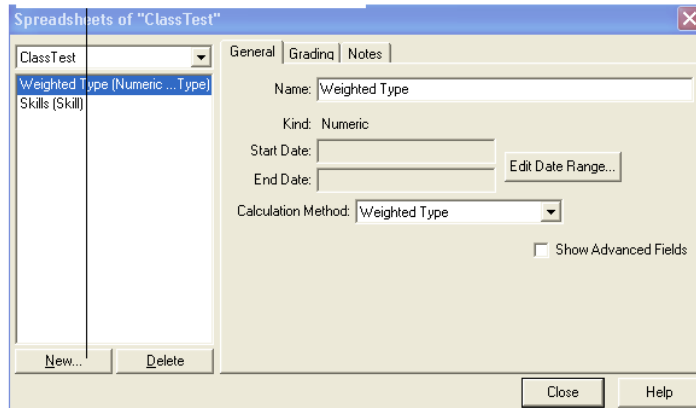 Spreadsheets of "ClassTest"
ClassTest
Weighted Type (Numeric ...Type)
Skills (Skill)
New...
Delete
General
Grading
Notes
Name:
Weighted Type
Kind:
Numeric
Start Date:
End Date:
Edit Date Range...
Calculation Method:
Weighted Type
Show Advanced Fields
Close
Help